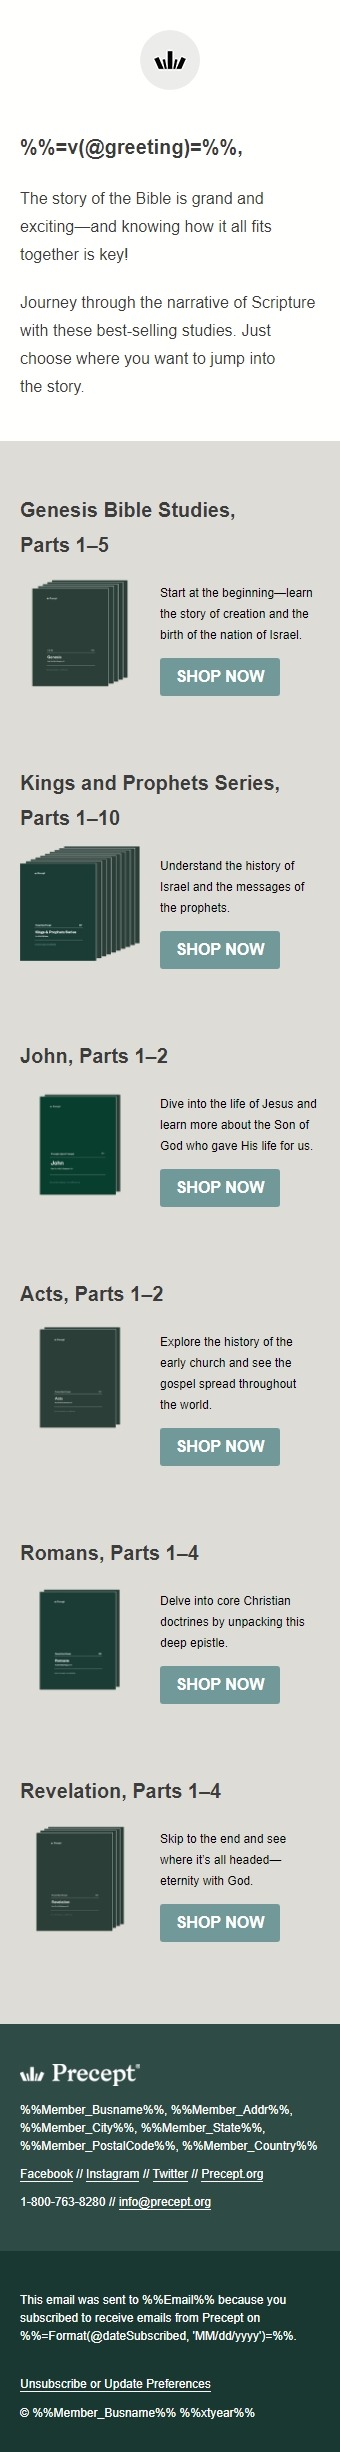 %%=v(@greeting)=%%,
The story of the Bible is grand and
exciting—and knowing how it all fits
together is key!
Journey through the narrative of Scripture
with these best-selling studies. Just
choose where you want to jump into
the story.
Genesis Bible Studies,
Parts 1–5
Genesis
Start at the beginning—learn
the story of creation and the
birth of the nation of Israel.
SHOP NOW
Kings and Prophets Series,
Parts 1–10
Kings & Prophets Series
Understand the history of
Israel and the messages of
the prophets.
SHOP NOW
John, Parts 1–2
John
Dive into the life of Jesus and
learn more about the Son of
God who gave His life for us.
SHOP NOW
Acts, Parts 1–2
Acts
Explore the history of the
early church and see the
gospel spread throughout
the world.
SHOP NOW
Romans, Parts 1–4
Romans
Delve into core Christian
doctrines by unpacking this
deep epistle.
SHOP NOW
Revelation, Parts 1–4
Revelation
Skip to the end and see
where it's all headed—
eternity with God.
SHOP NOW
Precept®
%%Member_Busname%%, %%Member_Addr%%,
%%Member_City%%, %%Member_State%%,
%%Member_PostalCode%%, %%Member_Country%%
Facebook // Instagram // Twitter // Precept.org
1-800-763-8280 // info@precept.org
This email was sent to %%Email%% because you
subscribed to receive emails from Precept on
%%=Format(@dateSubscribed, 'MM/dd/yyyy')=%%.
Unsubscribe or Update Preferences
© %%Member_Busname%% %%xtyear%%